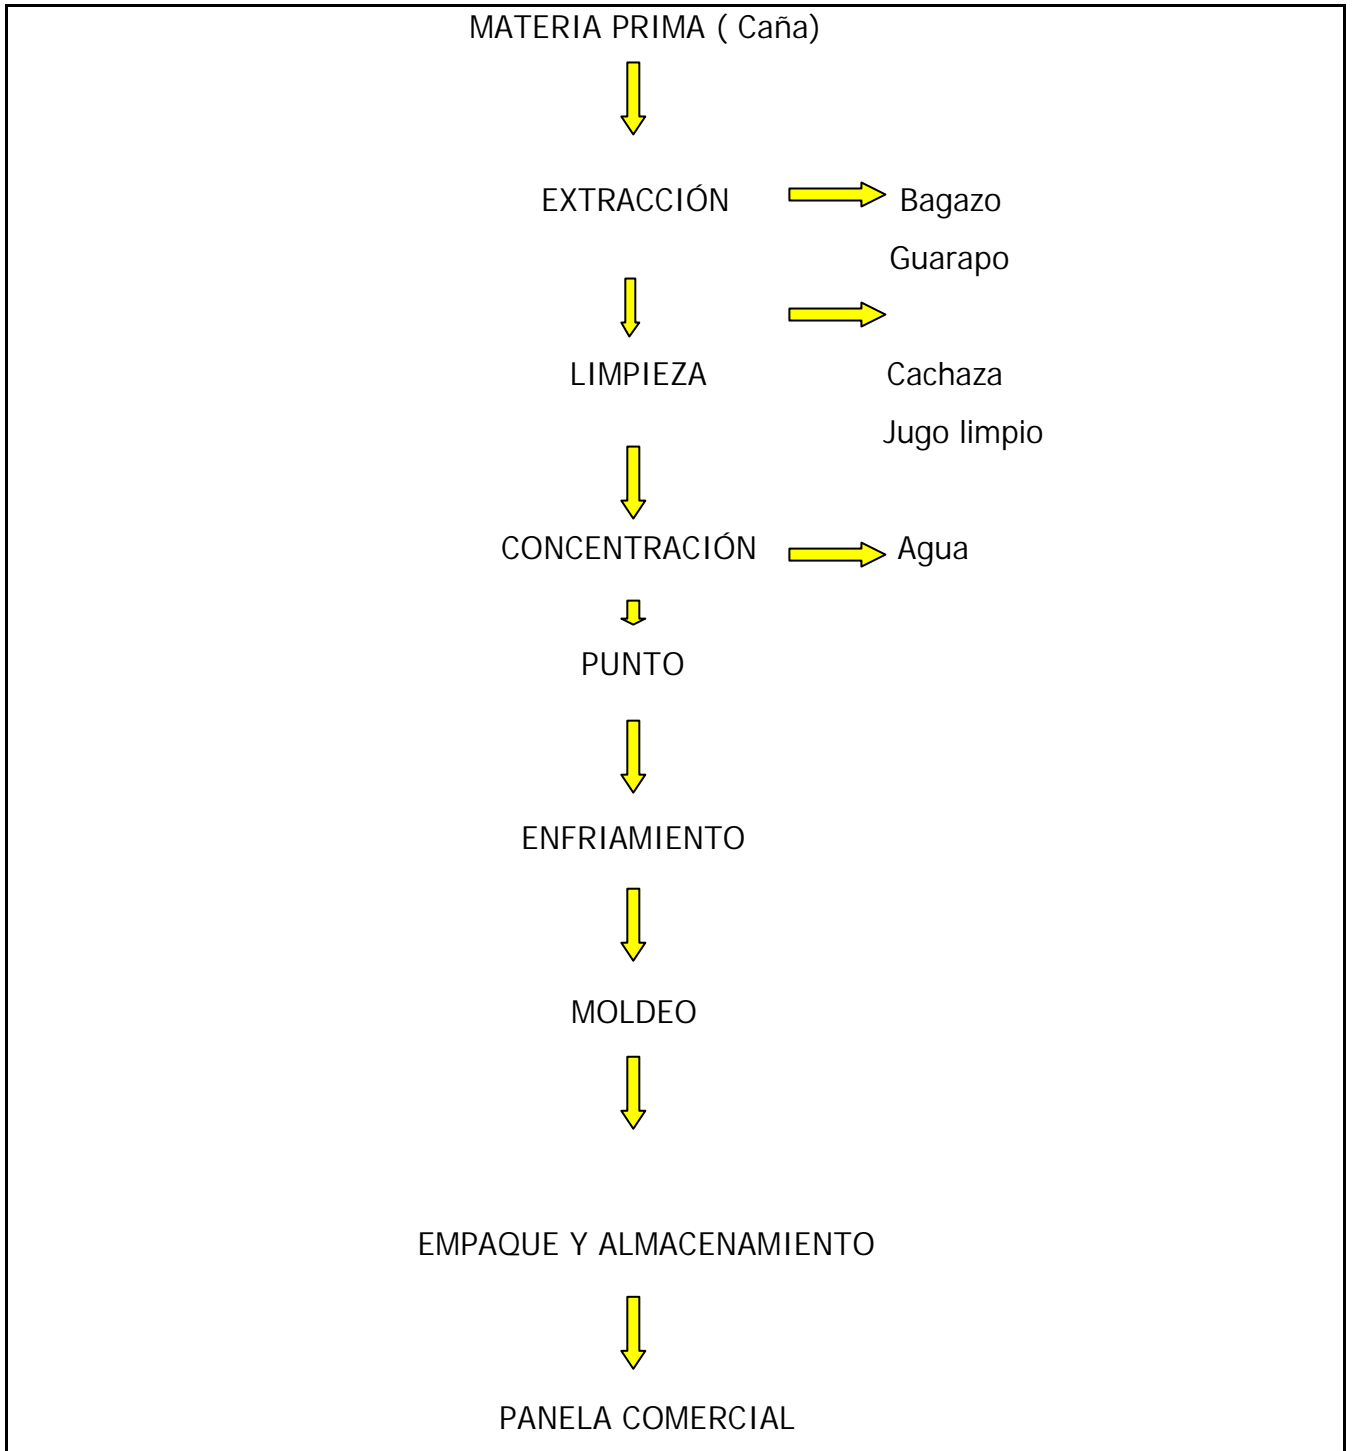 MATERIA PRIMA ( Caña)
EXTRACCIÓN Bagazo
Guarapo
LIMPIEZA Cachaza
Jugo limpio
CONCENTRACIÓN Agua
PUNTO
ENFRIAMIENTO
MOLDEO
EMPAQUE Y ALMACENAMIENTO
PANELA COMERCIAL